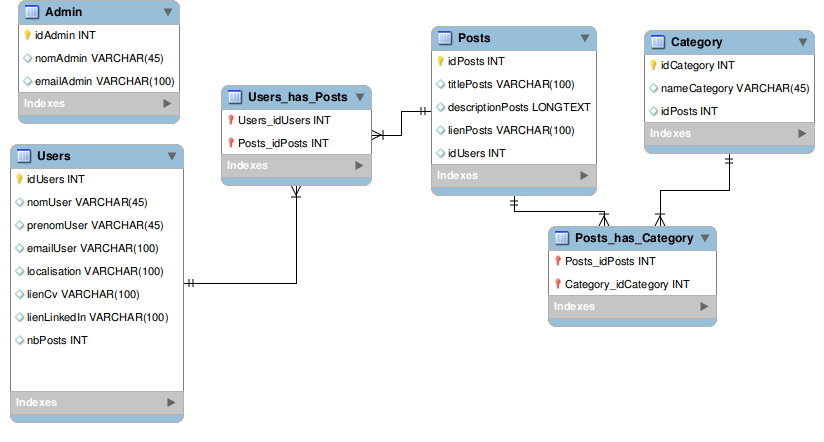 Admin
idAdmin INT
nomAdmin VARCHAR(45)
emailAdmin VARCHAR(100)
Indexes
Users
idUsers INT
nomUser VARCHAR(45)
prenomUser VARCHAR(45)
emailUser VARCHAR(100)
localisation VARCHAR(100)
lienCv VARCHAR(100)
lienLinkedIn VARCHAR(100)
nbPosts INT
Indexes
Users_has_Posts
Users_idUsers INT
Posts_idPosts INT
Indexes
Posts
idPosts INT
titlePosts VARCHAR(100)
descriptionPosts LONGTEXT
lienPosts VARCHAR(100)
idUsers INT
Indexes
Category
idCategory INT
nameCategory VARCHAR(45)
idPosts INT
Indexes
Posts_has_Category
Posts_idPosts INT
Category_idCategory INT
Indexes